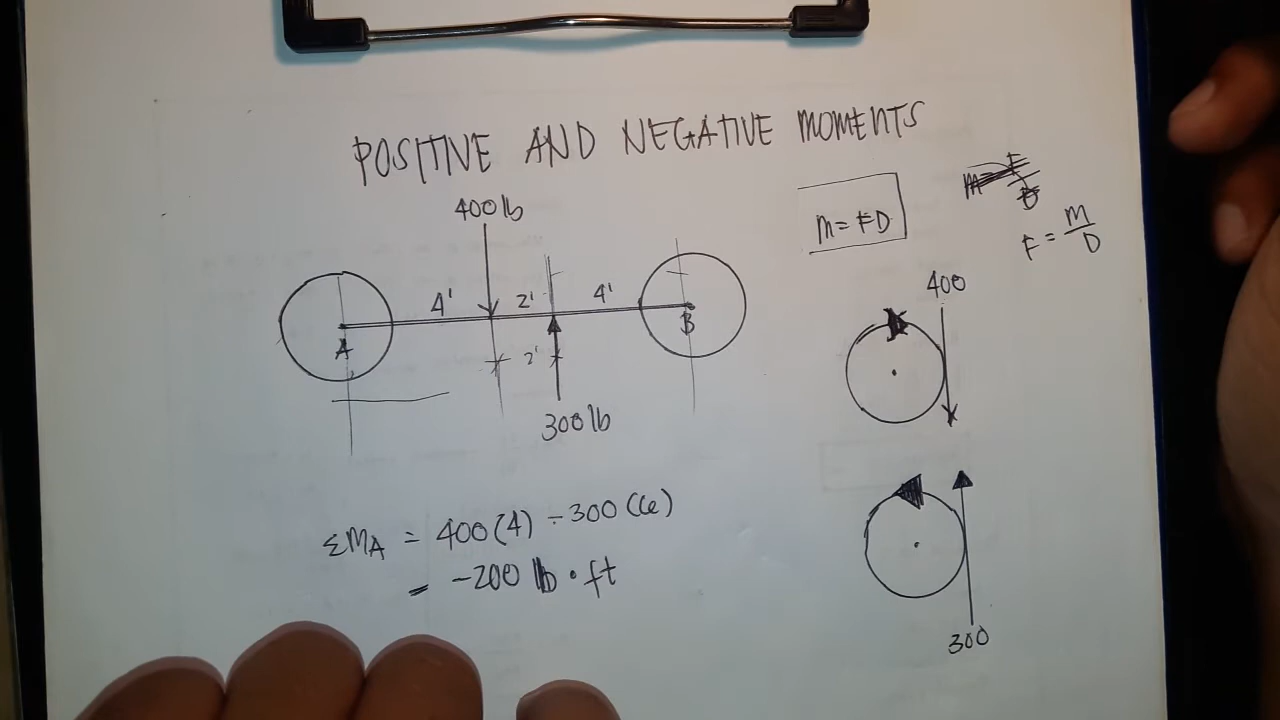 POSITIVE AND NEGATIVE MOMENTS
400 lb
M = FD
F = M/D
4' 2' 4'
A
B
2'
300 lb
400
ΣMA = 400(4) - 300(6)
= -200 lb • ft
300